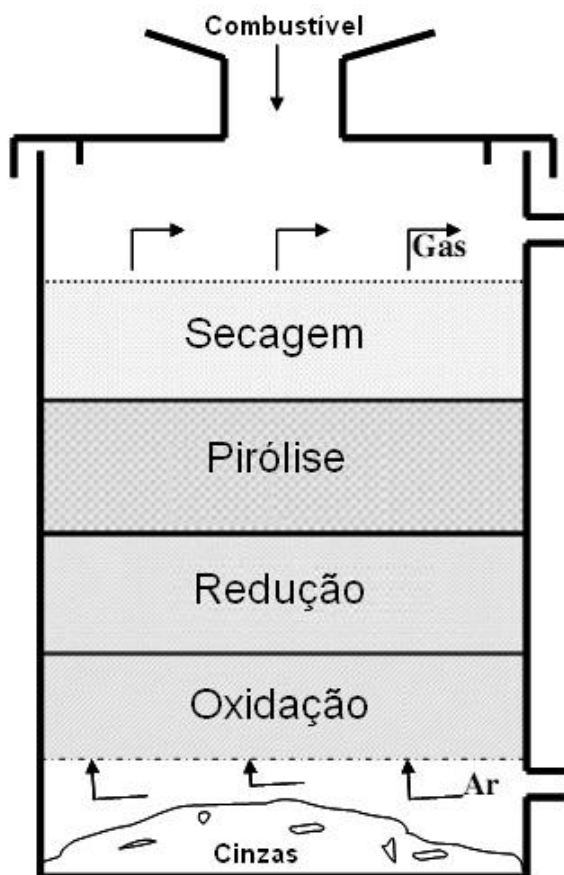 Combustível
Gas
Secagem
Pirólise
Redução
Oxidação
Ar
Cinzas